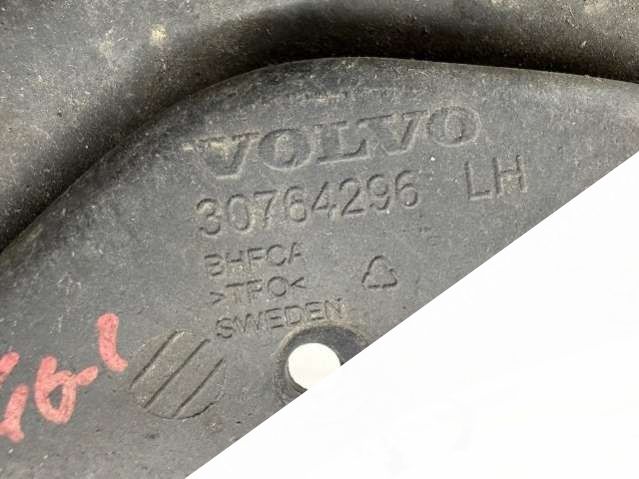 VOLVO
30764296 LH
BHFCA
>TPO<
SWEDEN